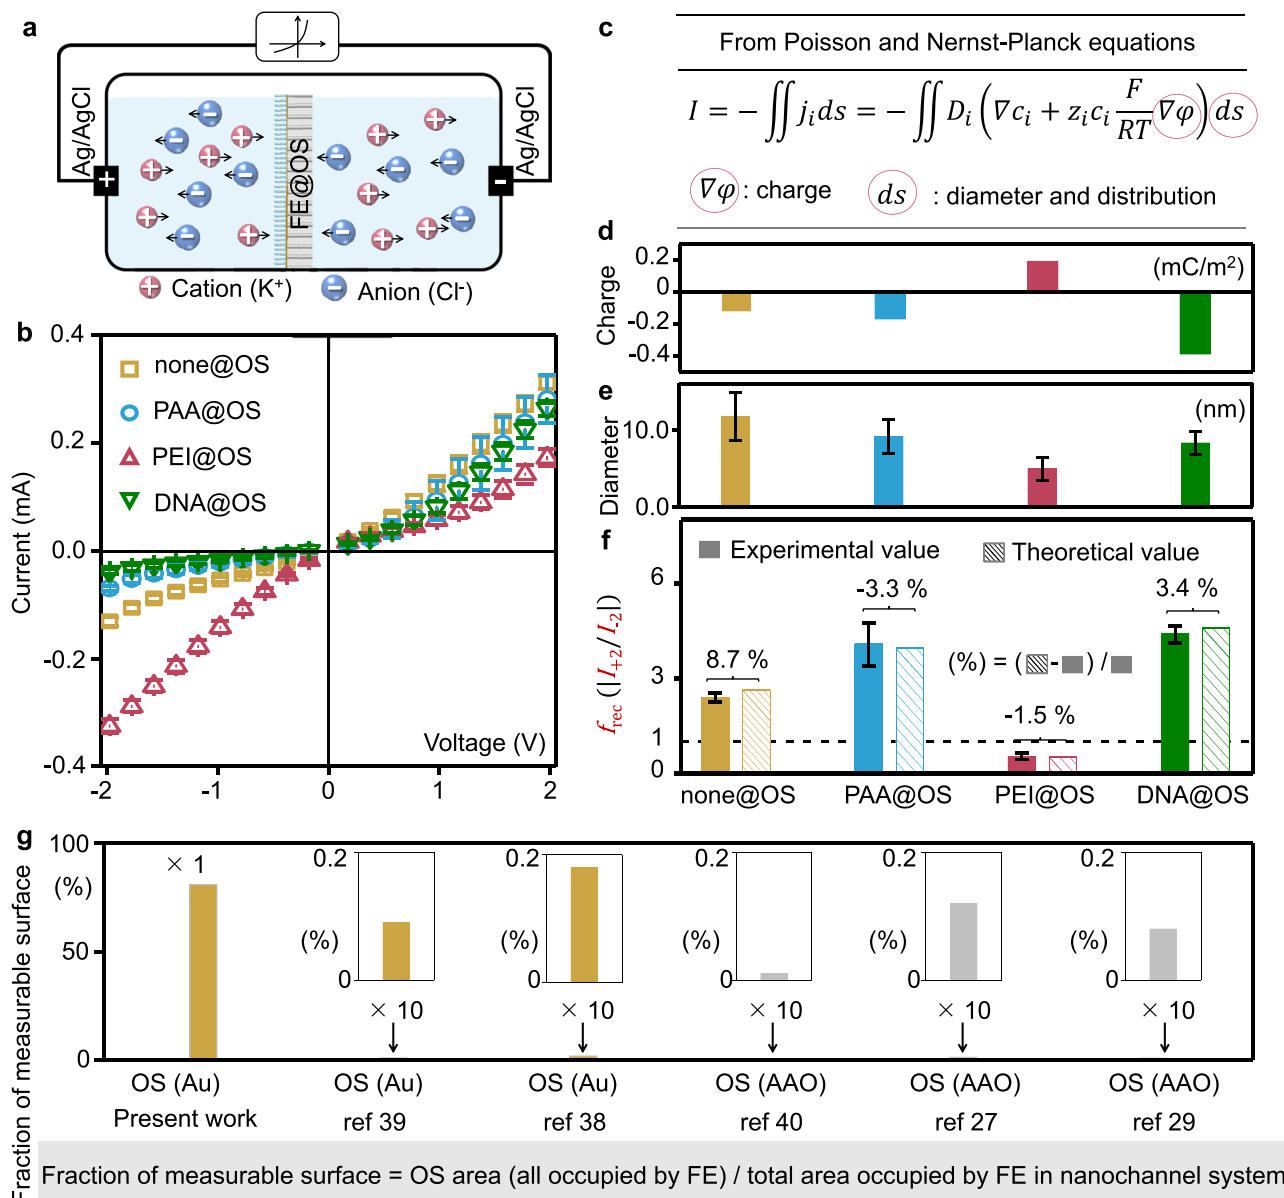 a
Ag/AgCl
Ag/AgCl
FE@OS
+
-
Cation (K⁺)
Anion (Cl⁻)
b
Current (mA)
0.4
0.2
0.0
-0.2
-0.4
none@OS
PAA@OS
PEI@OS
DNA@OS
Voltage (V)
-2 -1 0 1 2
c
From Poisson and Nernst-Planck equations
I = − ∬ j_i ds = − ∬ D_i (∇c_i + z_i c_i F/RT ∇φ) ds
∇φ : charge ds : diameter and distribution
d
Charge
0.2
0
-0.2
-0.4
(mC/m²)
e
Diameter
10.0
0.0
(nm)
f
f_rec (|I_+2/I_-2|)
6
3
1
0
Experimental value Theoretical value
8.7 %
-3.3 %
-1.5 %
3.4 %
(%) = ( - ) /
none@OS PAA@OS PEI@OS DNA@OS
g
Fraction of measurable surface
(%)
100
50
0
× 1
0.2
(%)
0
× 10
0.2
(%)
0
× 10
0.2
(%)
0
× 10
0.2
(%)
0
× 10
0.2
(%)
0
× 10
OS (Au) OS (Au) OS (Au) OS (AAO) OS (AAO) OS (AAO)
Present work ref 39 ref 38 ref 40 ref 27 ref 29
Fraction of measurable surface = OS area (all occupied by FE) / total area occupied by FE in nanochannel system